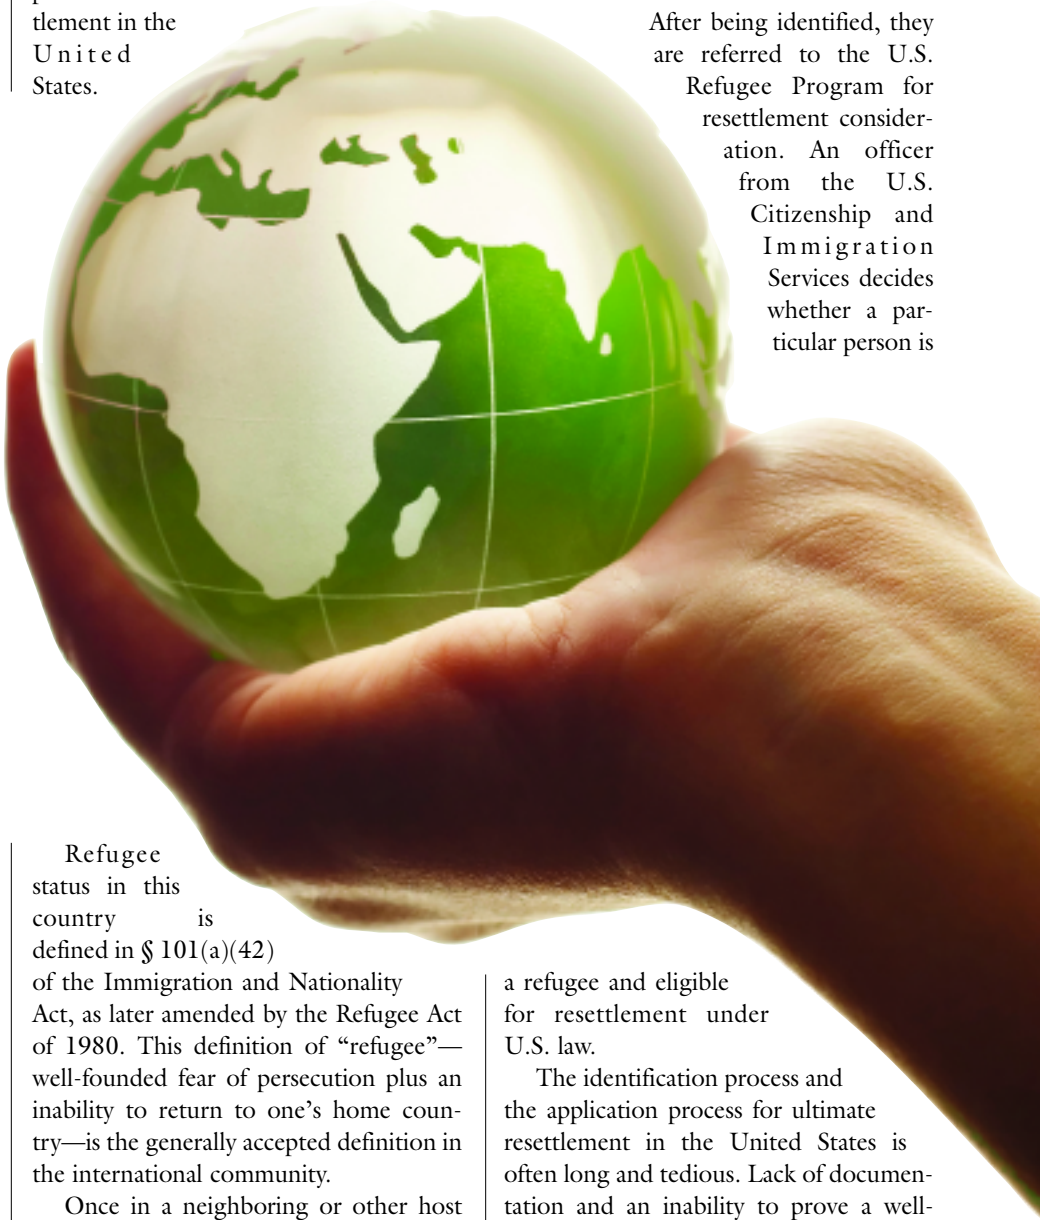 tlement in the
United
States.
Refugee
status in this
country is
defined in § 101(a)(42)
of the Immigration and Nationality
Act, as later amended by the Refugee Act
of 1980. This definition of “refugee”—
well-founded fear of persecution plus an
inability to return to one’s home coun-
try—is the generally accepted definition in
the international community.
Once in a neighboring or other host
After being identified, they
are referred to the U.S.
Refugee Program for
resettlement consider-
ation. An officer
from the U.S.
Citizenship and
Immigration
Services decides
whether a par-
ticular person is
a refugee and eligible
for resettlement under
U.S. law.
The identification process and
the application process for ultimate
resettlement in the United States is
often long and tedious. Lack of documen-
tation and an inability to prove a well-